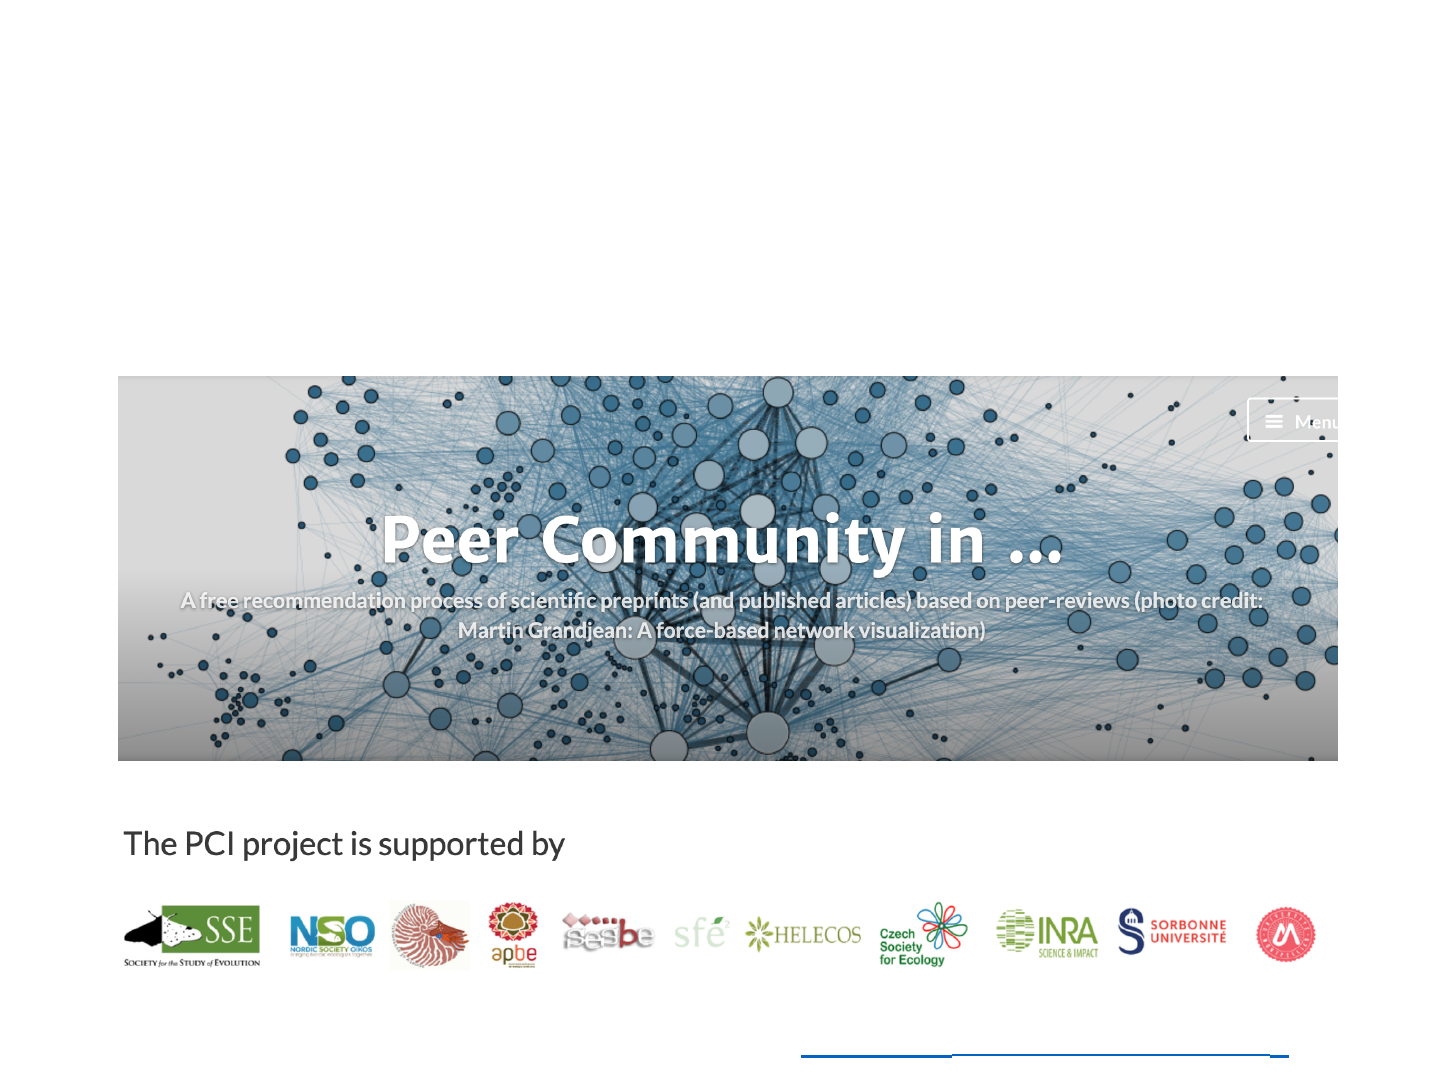 Menu
Peer Community in ...
A free recommendation process of scientific preprints (and published articles) based on peer-reviews (photo credit:
Martin Grandjean: A force-based network visualization)
The PCI project is supported by
SSE
SOCIETY for the STUDY of EVOLUTION
NSO
NORDIC SOCIETY OIKOS
apbe
sesbe
sfé²
HELECOS
Czech
Society
for Ecology
INRA
SCIENCE & IMPACT
SORBONNE
UNIVERSITÉ